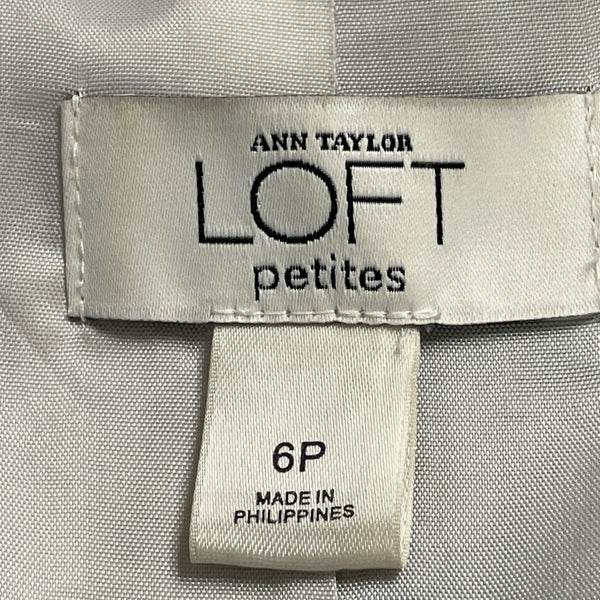 ANN TAYLOR
LOFT
petites
6P
MADE IN
PHILIPPINES